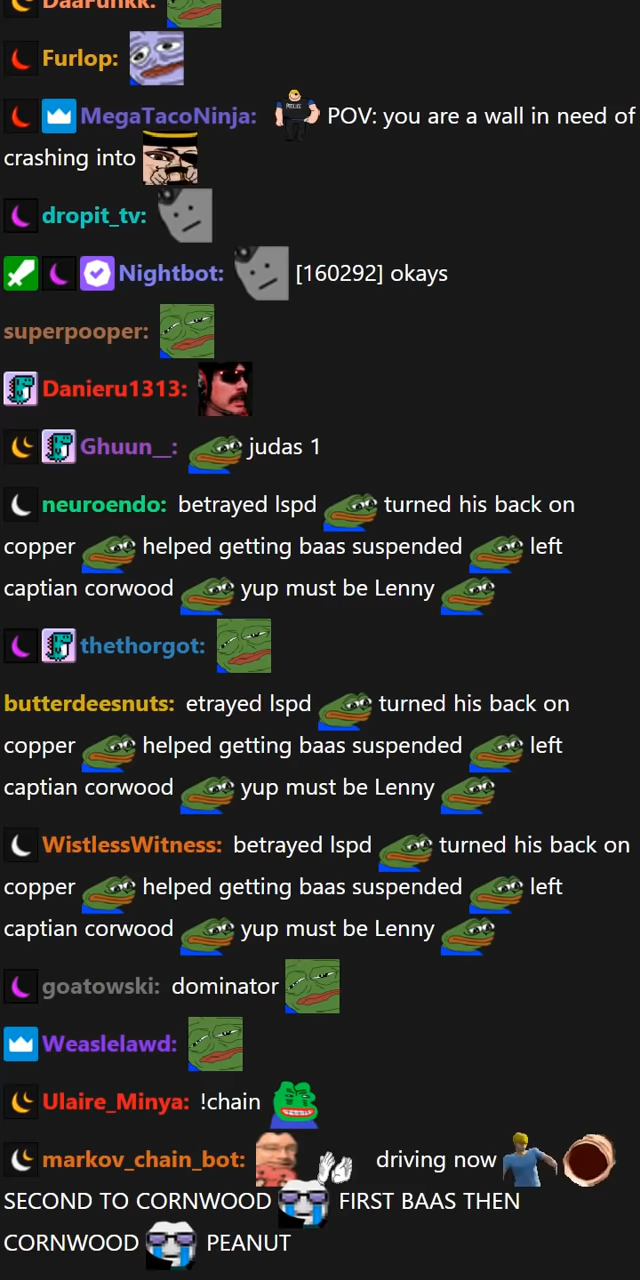 DaaFunkk:
Furlop:
MegaTacoNinja: POV: you are a wall in need of
crashing into
dropit_tv:
Nightbot: [160292] okays
superpooper:
Danieru1313:
Ghuun__: judas 1
neuroendo: betrayed lspd turned his back on
copper helped getting baas suspended left
captian corwood yup must be Lenny
thethorgot:
butterdeesnuts: etrayed lspd turned his back on
copper helped getting baas suspended left
captian corwood yup must be Lenny
WistlessWitness: betrayed lspd turned his back on
copper helped getting baas suspended left
captian corwood yup must be Lenny
goatowski: dominator
Weaslelawd:
Ulaire_Minya: !chain
markov_chain_bot: driving now
SECOND TO CORNWOOD FIRST BAAS THEN
CORNWOOD PEANUT